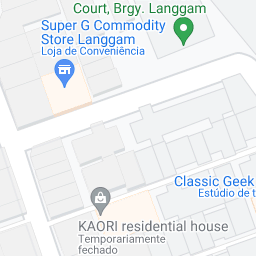 Court, Brgy. Langgam
Super G Commodity
Store Langgam
Loja de Conveniência
Classic Geek
Estúdio de t
KAORI residential house
Temporariamente
fechado